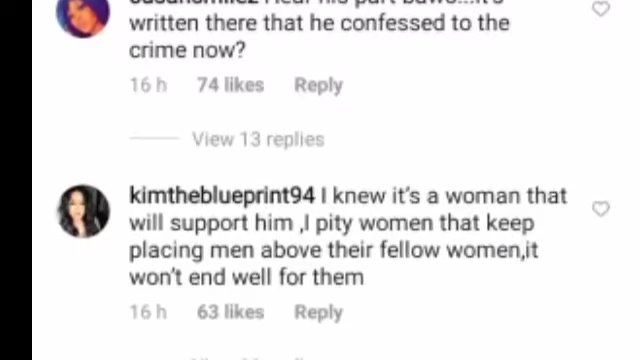 written there that he confessed to the
crime now?
16 h 74 likes Reply
View 13 replies
kimtheblueprint94 I knew it's a woman that
will support him ,I pity women that keep
placing men above their fellow women,it
won't end well for them
16 h 63 likes Reply